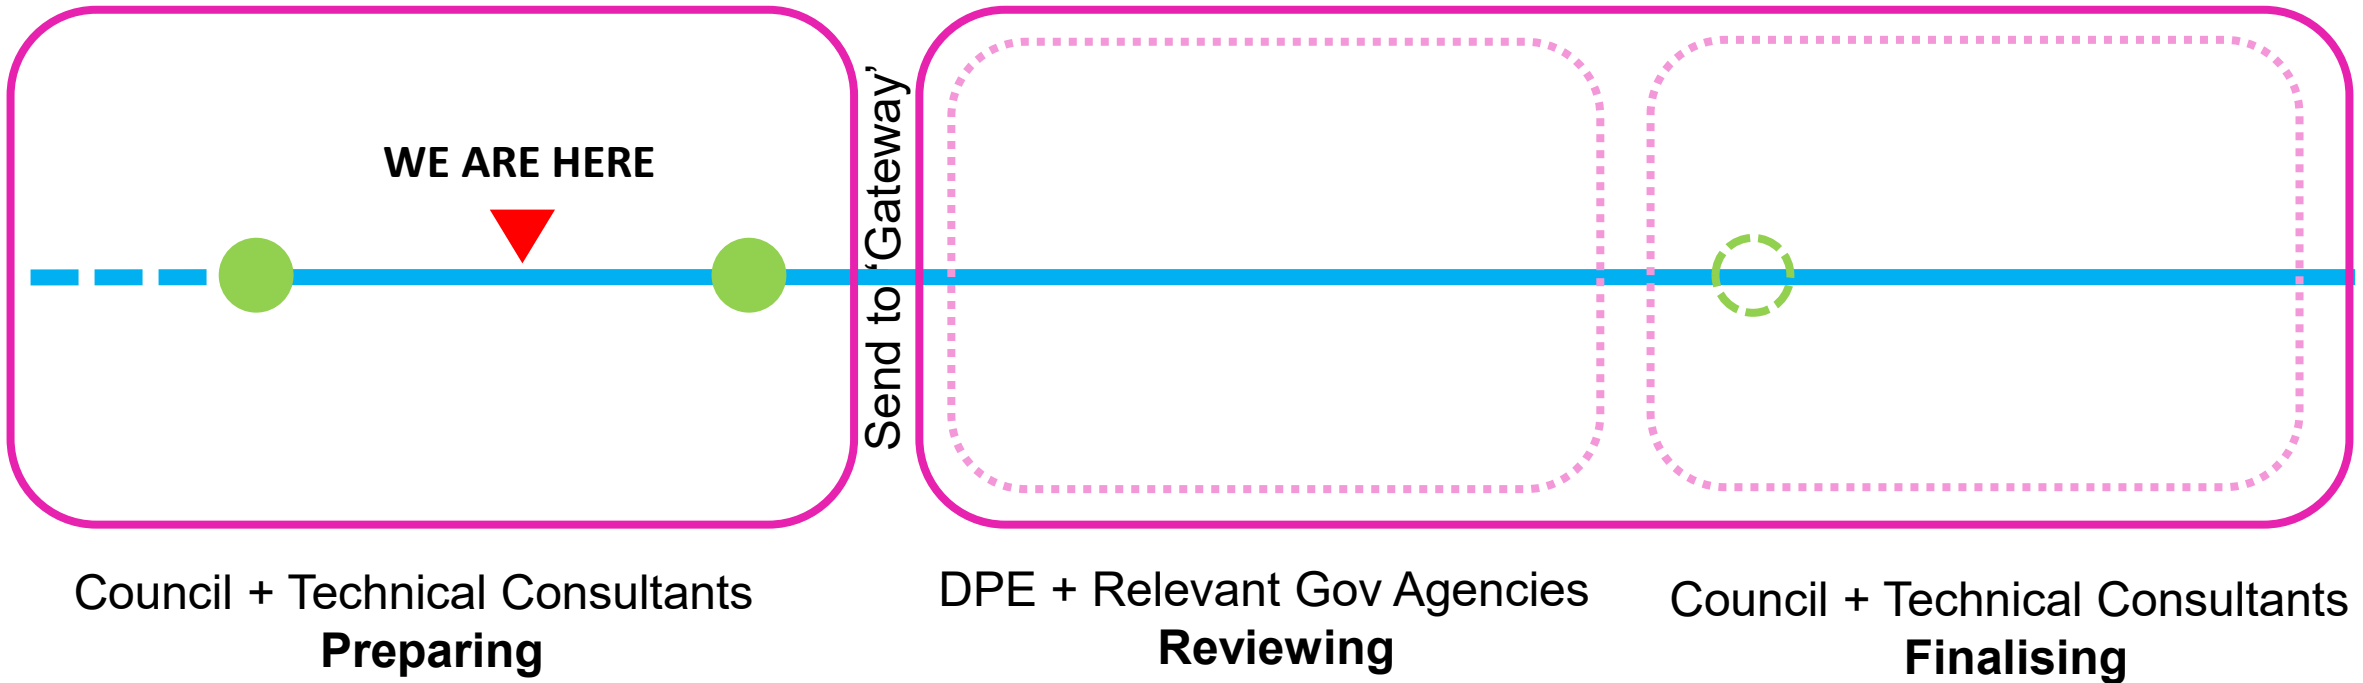 WE ARE HERE
Send to ‘Gateway’
Council + Technical Consultants
Preparing
DPE + Relevant Gov Agencies
Reviewing
Council + Technical Consultants
Finalising